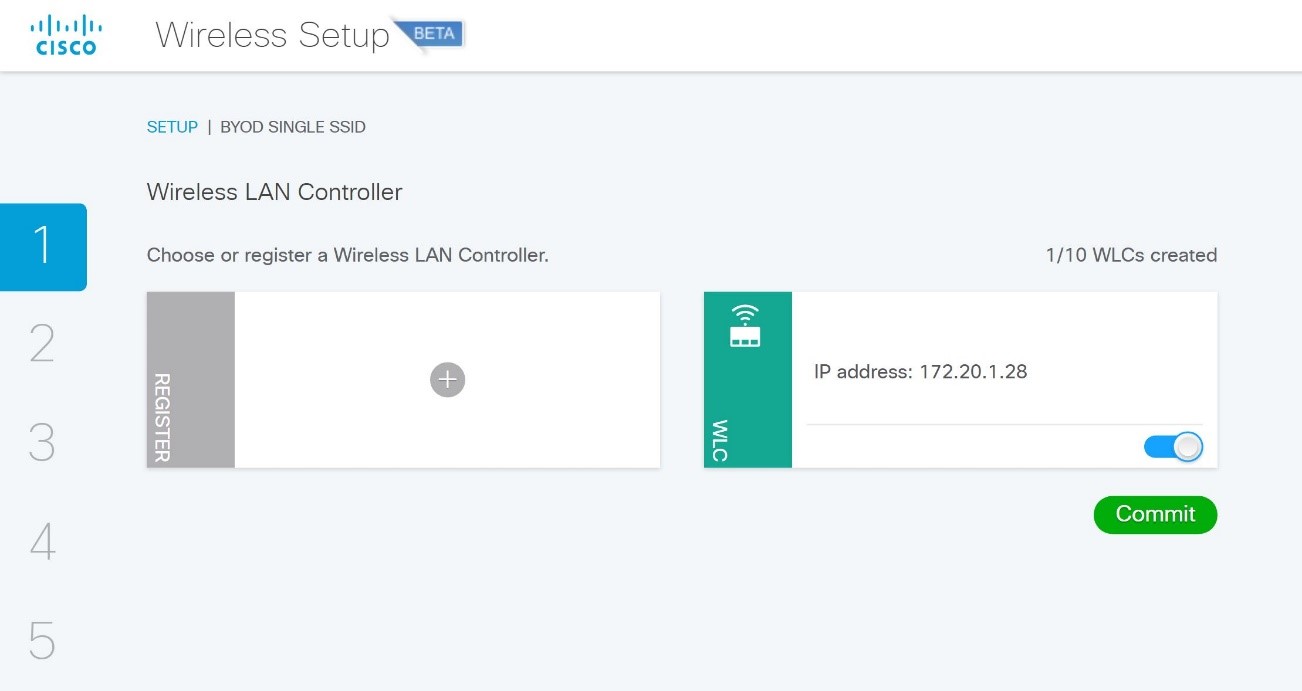 CISCO
Wireless Setup BETA
SETUP | BYOD SINGLE SSID
Wireless LAN Controller
Choose or register a Wireless LAN Controller.
1/10 WLCs created
REGISTER
WLC
IP address: 172.20.1.28
Commit
1
2
3
4
5